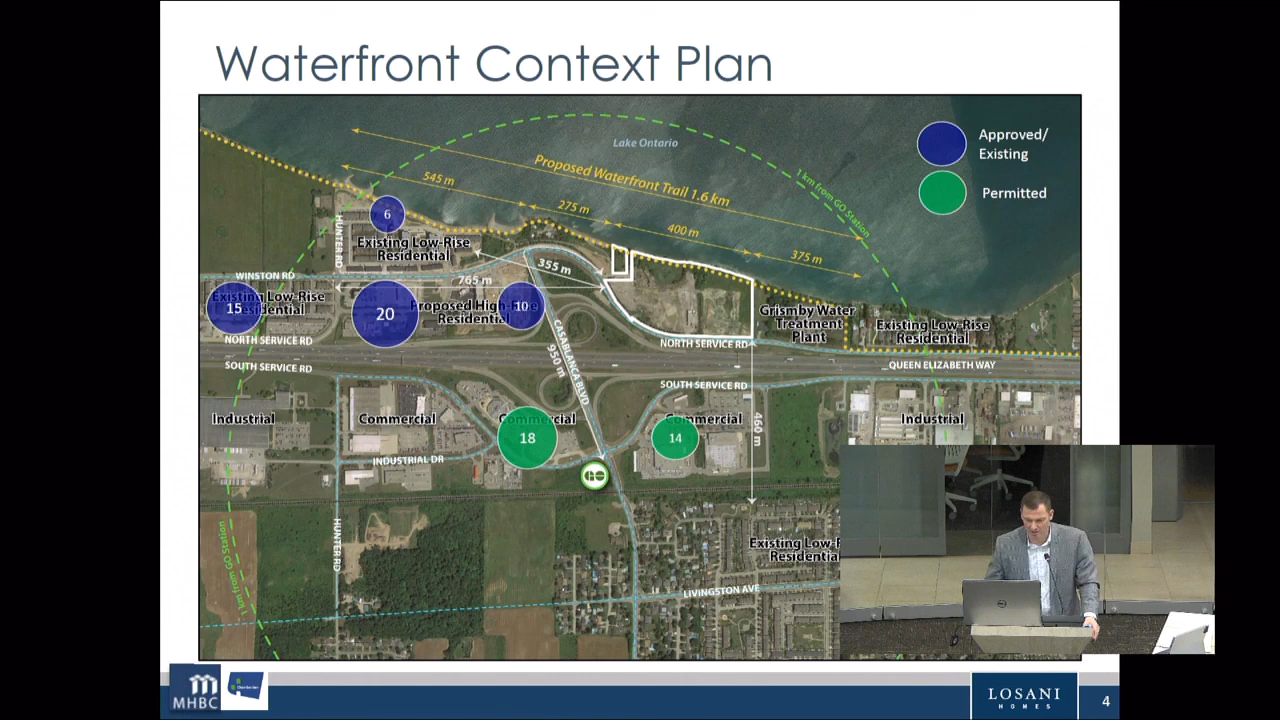 Waterfront Context Plan
Approved/
Existing
Permitted
Lake Ontario
Proposed Waterfront Trail 1.6 km
1 km from GO Station
545 m
275 m
400 m
375 m
6
HUNTER RD
Existing Low-Rise
Residential
355 m
765 m
WINSTON RD
15
Existing Low-Rise
Residential
20
Proposed High-Rise
Residential
10
CASABLANCA BLVD
950 m
Grismby Water
Treatment
Plant
Existing Low-Rise
Residential
NORTH SERVICE RD
NORTH SERVICE RD
SOUTH SERVICE RD
QUEEN ELIZABETH WAY
SOUTH SERVICE RD
Industrial
Commercial
Commercial
18
Commercial
14
460 m
Industrial
INDUSTRIAL DR
GO
HUNTER RD
1 km from GO Station
Existing Low-R
Residentia
LIVINGSTON AVE
DELL
MHBC
LOSANI
HOMES
4